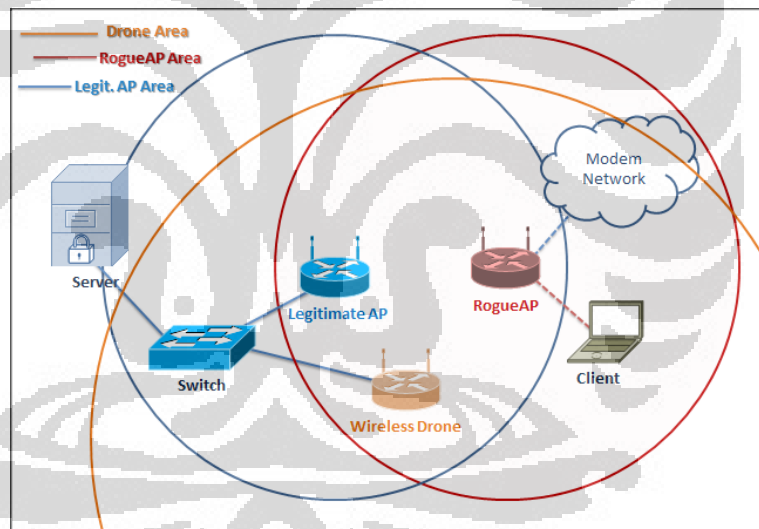 Drone Area
RogueAP Area
Legit. AP Area
Modem
Network
Server
Legitimate AP
RogueAP
Switch
Client
Wireless Drone